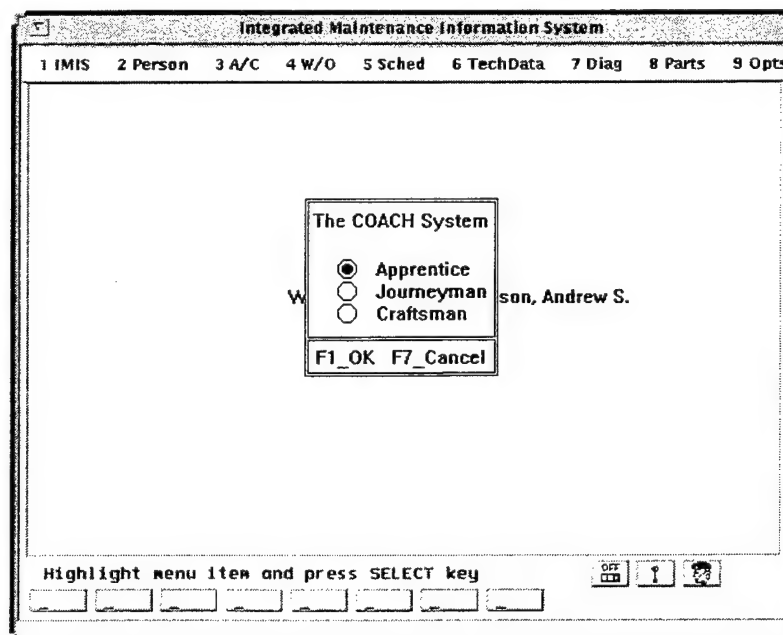 Integrated Maintenance Information System
1 IMIS 2 Person 3 A/C 4 W/O 5 Sched 6 TechData 7 Diag 8 Parts 9 Opts
The COACH System
Apprentice
W Journeyman son, Andrew S.
Craftsman
F1_OK F7_Cancel
Highlight menu item and press SELECT key
OFF